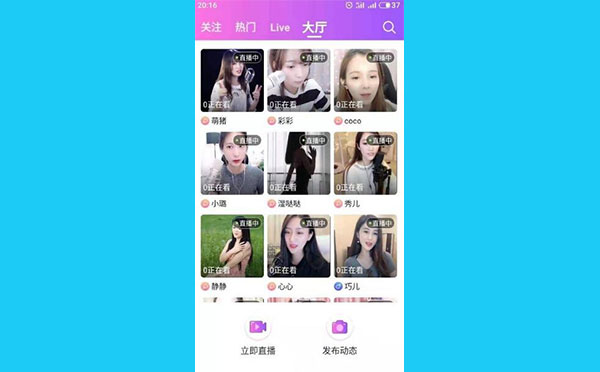 20:16
37
关注 热门 Live 大厅
直播中 直播中 直播中
0正在看 0正在看 0正在看
萌猪 彩彩 coco
直播中 直播中 直播中
0正在看 0正在看 0正在看
小璐 湿哒哒 秀儿
直播中 直播中 直播中
0正在看 0正在看 0正在看
静静 心心 巧儿
立即直播 发布动态